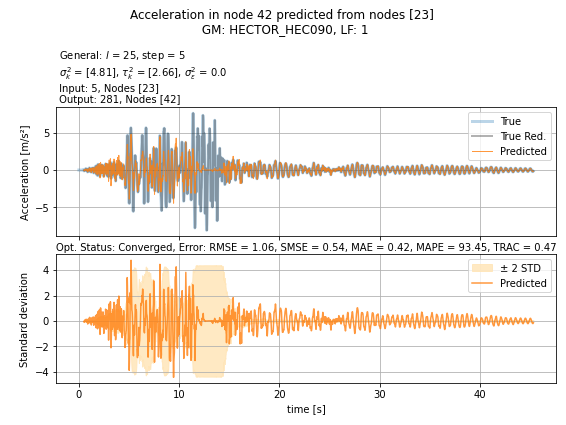 Acceleration in node 42 predicted from nodes [23]
GM: HECTOR_HEC090, LF: 1
General: l = 25, step = 5
σ²ₖ = [4.81], τ²ₖ = [2.66], σ²ε = 0.0
Input: 5, Nodes [23]
Output: 281, Nodes [42]
Acceleration [m/s²]
5
0
−5
True
True Red.
Predicted
Opt. Status: Converged, Error: RMSE = 1.06, SMSE = 0.54, MAE = 0.42, MAPE = 93.45, TRAC = 0.47
Standard deviation
4
2
0
−2
−4
± 2 STD
Predicted
0 10 20 30 40
time [s]